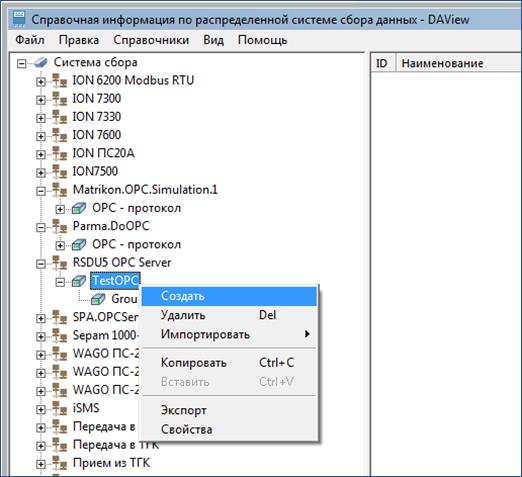 Справочная информация по распределенной системе сбора данных - DAView
Файл Правка Справочники Вид Помощь
Система сбора
ID Наименование
ION 6200 Modbus RTU
ION 7300
ION 7330
ION 7600
ION ПС20А
ION7500
Matrikon.OPC.Simulation.1
OPC - протокол
Parma.DoOPC
OPC - протокол
RSDU5 OPC Server
TestOPC
Grou
SPA.OPCSer
Sepam 1000-
WAGO ПС-2
WAGO ПС-2
WAGO ПС-2
iSMS
Передача в
Передача в ТГК
Прием из ТГК
Создать
Удалить Del
Импортировать
Копировать Ctrl+C
Вставить Ctrl+V
Экспорт
Свойства